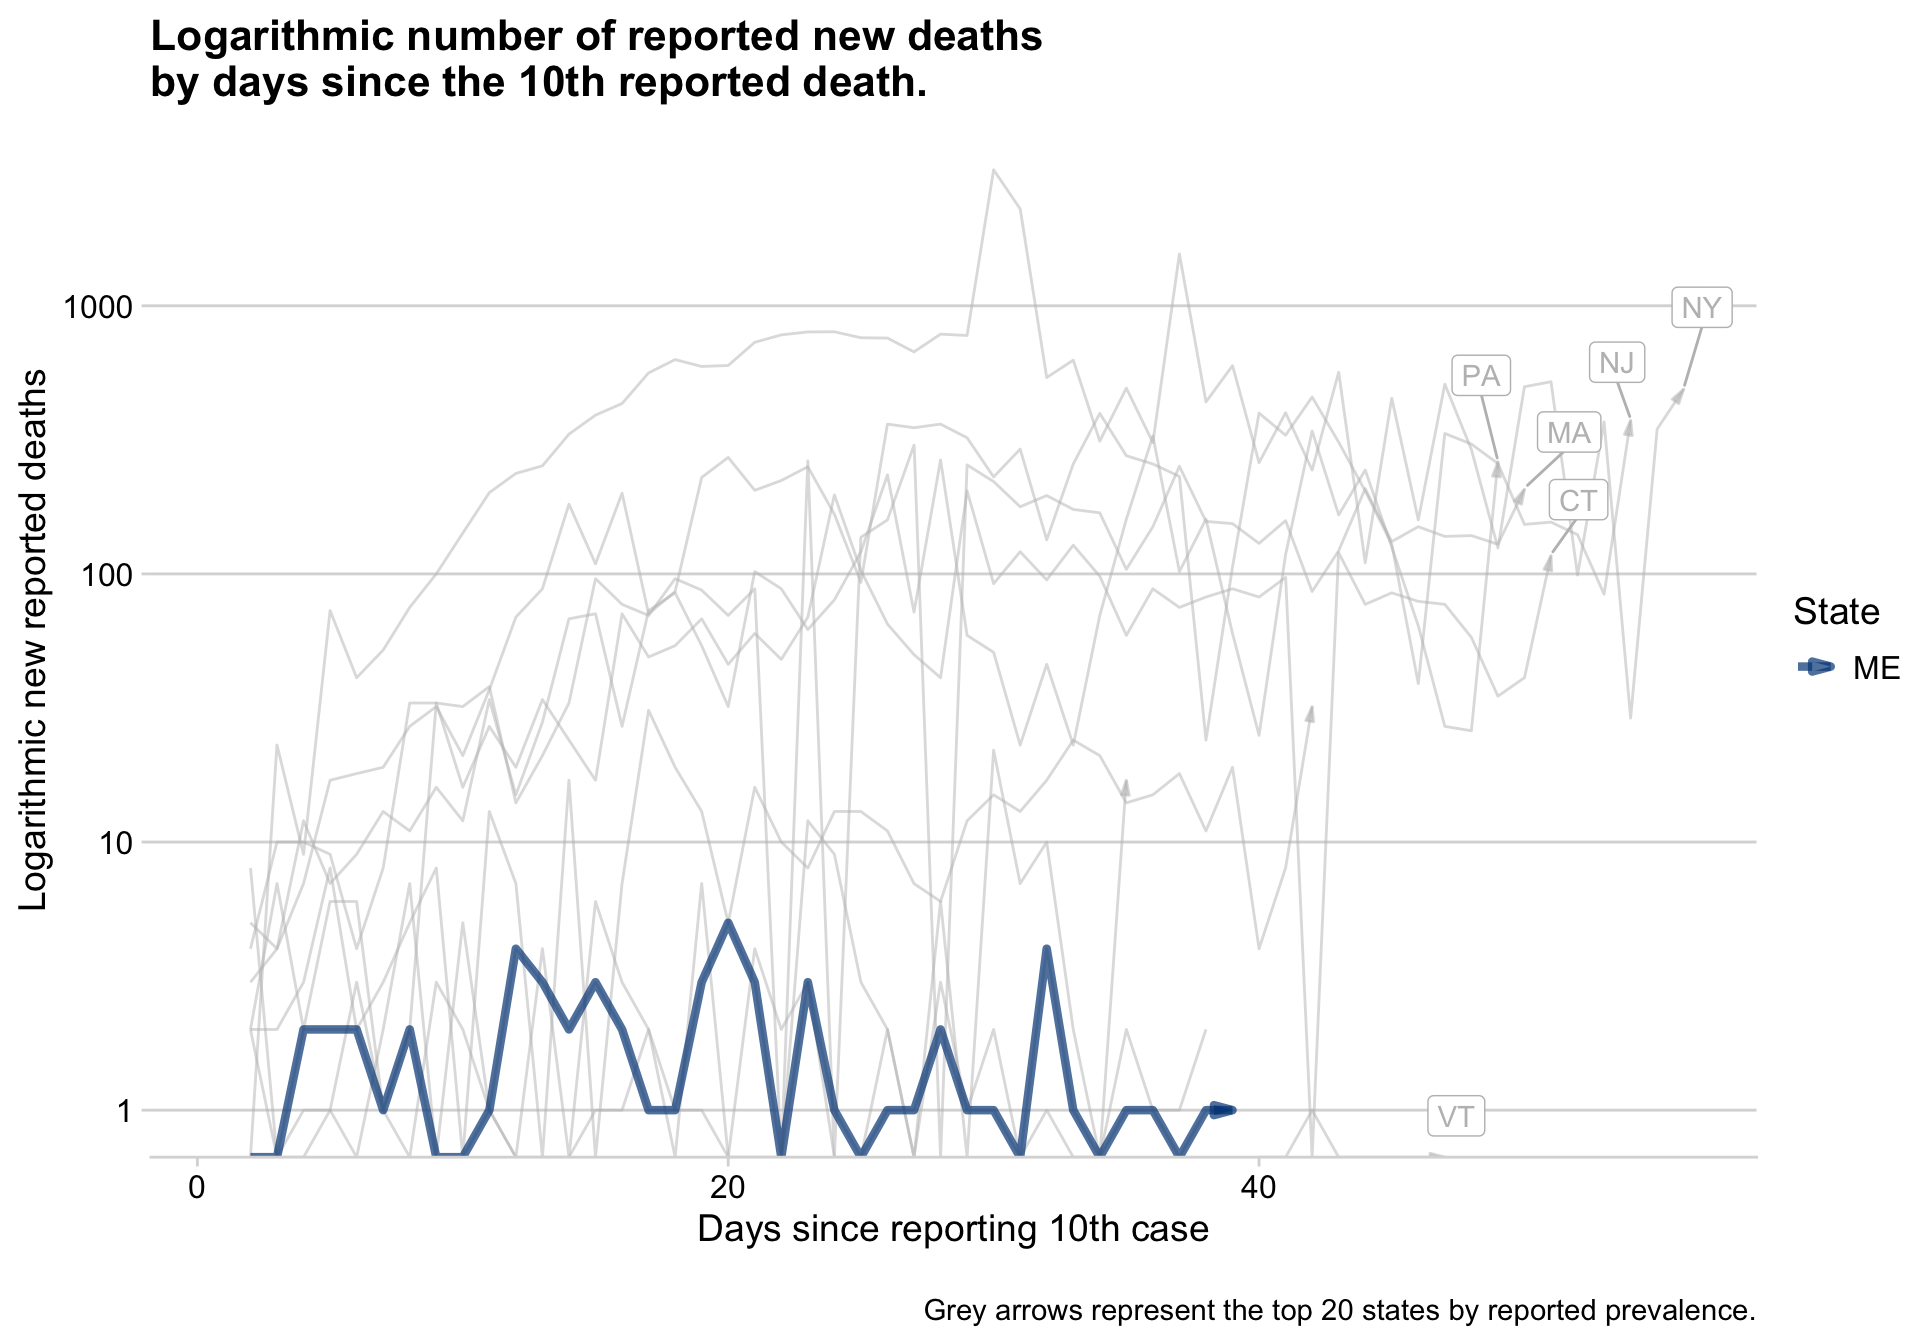 Logarithmic number of reported new deaths
by days since the 10th reported death.
Logarithmic new reported deaths
1000
100
10
1
NY
NJ
PA
MA
CT
VT
State
ME
0
20
40
Days since reporting 10th case
Grey arrows represent the top 20 states by reported prevalence.